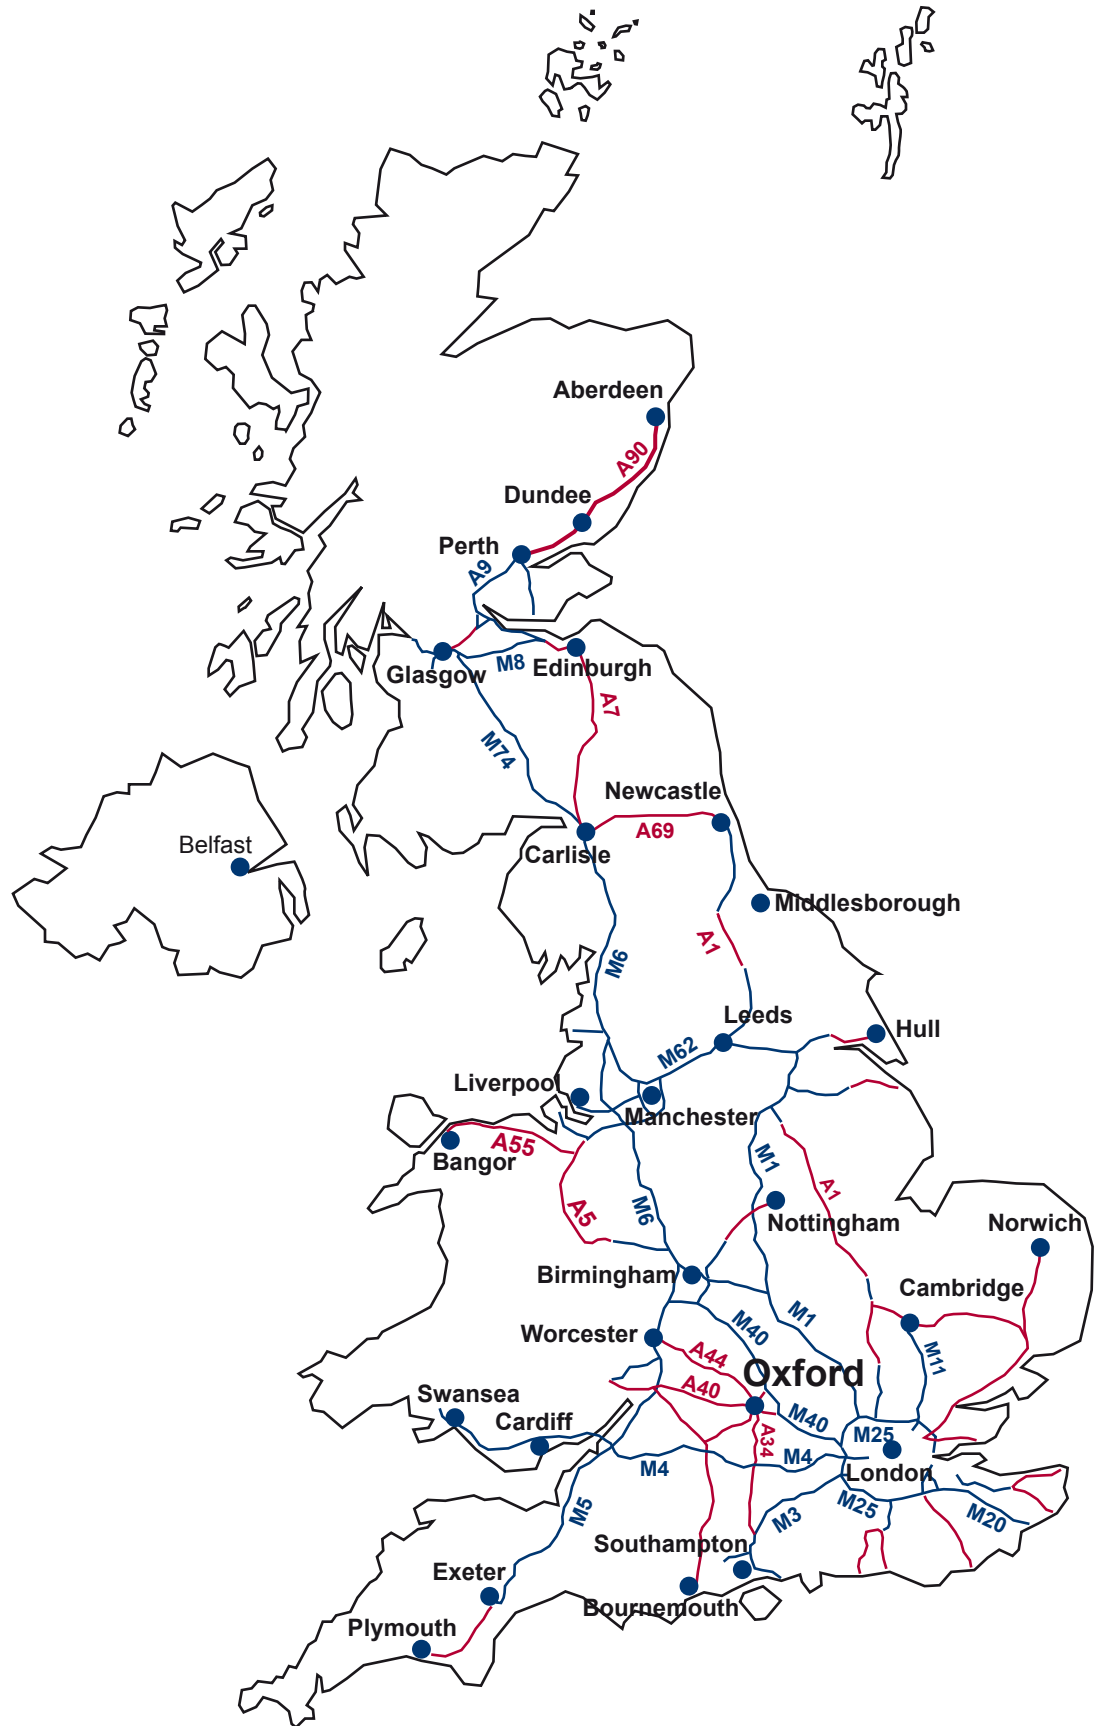 Aberdeen
A90
Dundee
Perth
A9
Glasgow
M8
Edinburgh
A7
M74
Newcastle
A69
Carlisle
Belfast
Middlesborough
A1
M6
Leeds
Hull
M62
Liverpool
Manchester
A55
Bangor
M1
A1
A5
M6
Nottingham
Norwich
Birmingham
Cambridge
M1
M40
Worcester
A44
M11
Oxford
A40
Swansea
Cardiff
M40
A34
M25
M4
M4
London
M5
M3
M25
M20
Southampton
Exeter
Bournemouth
Plymouth